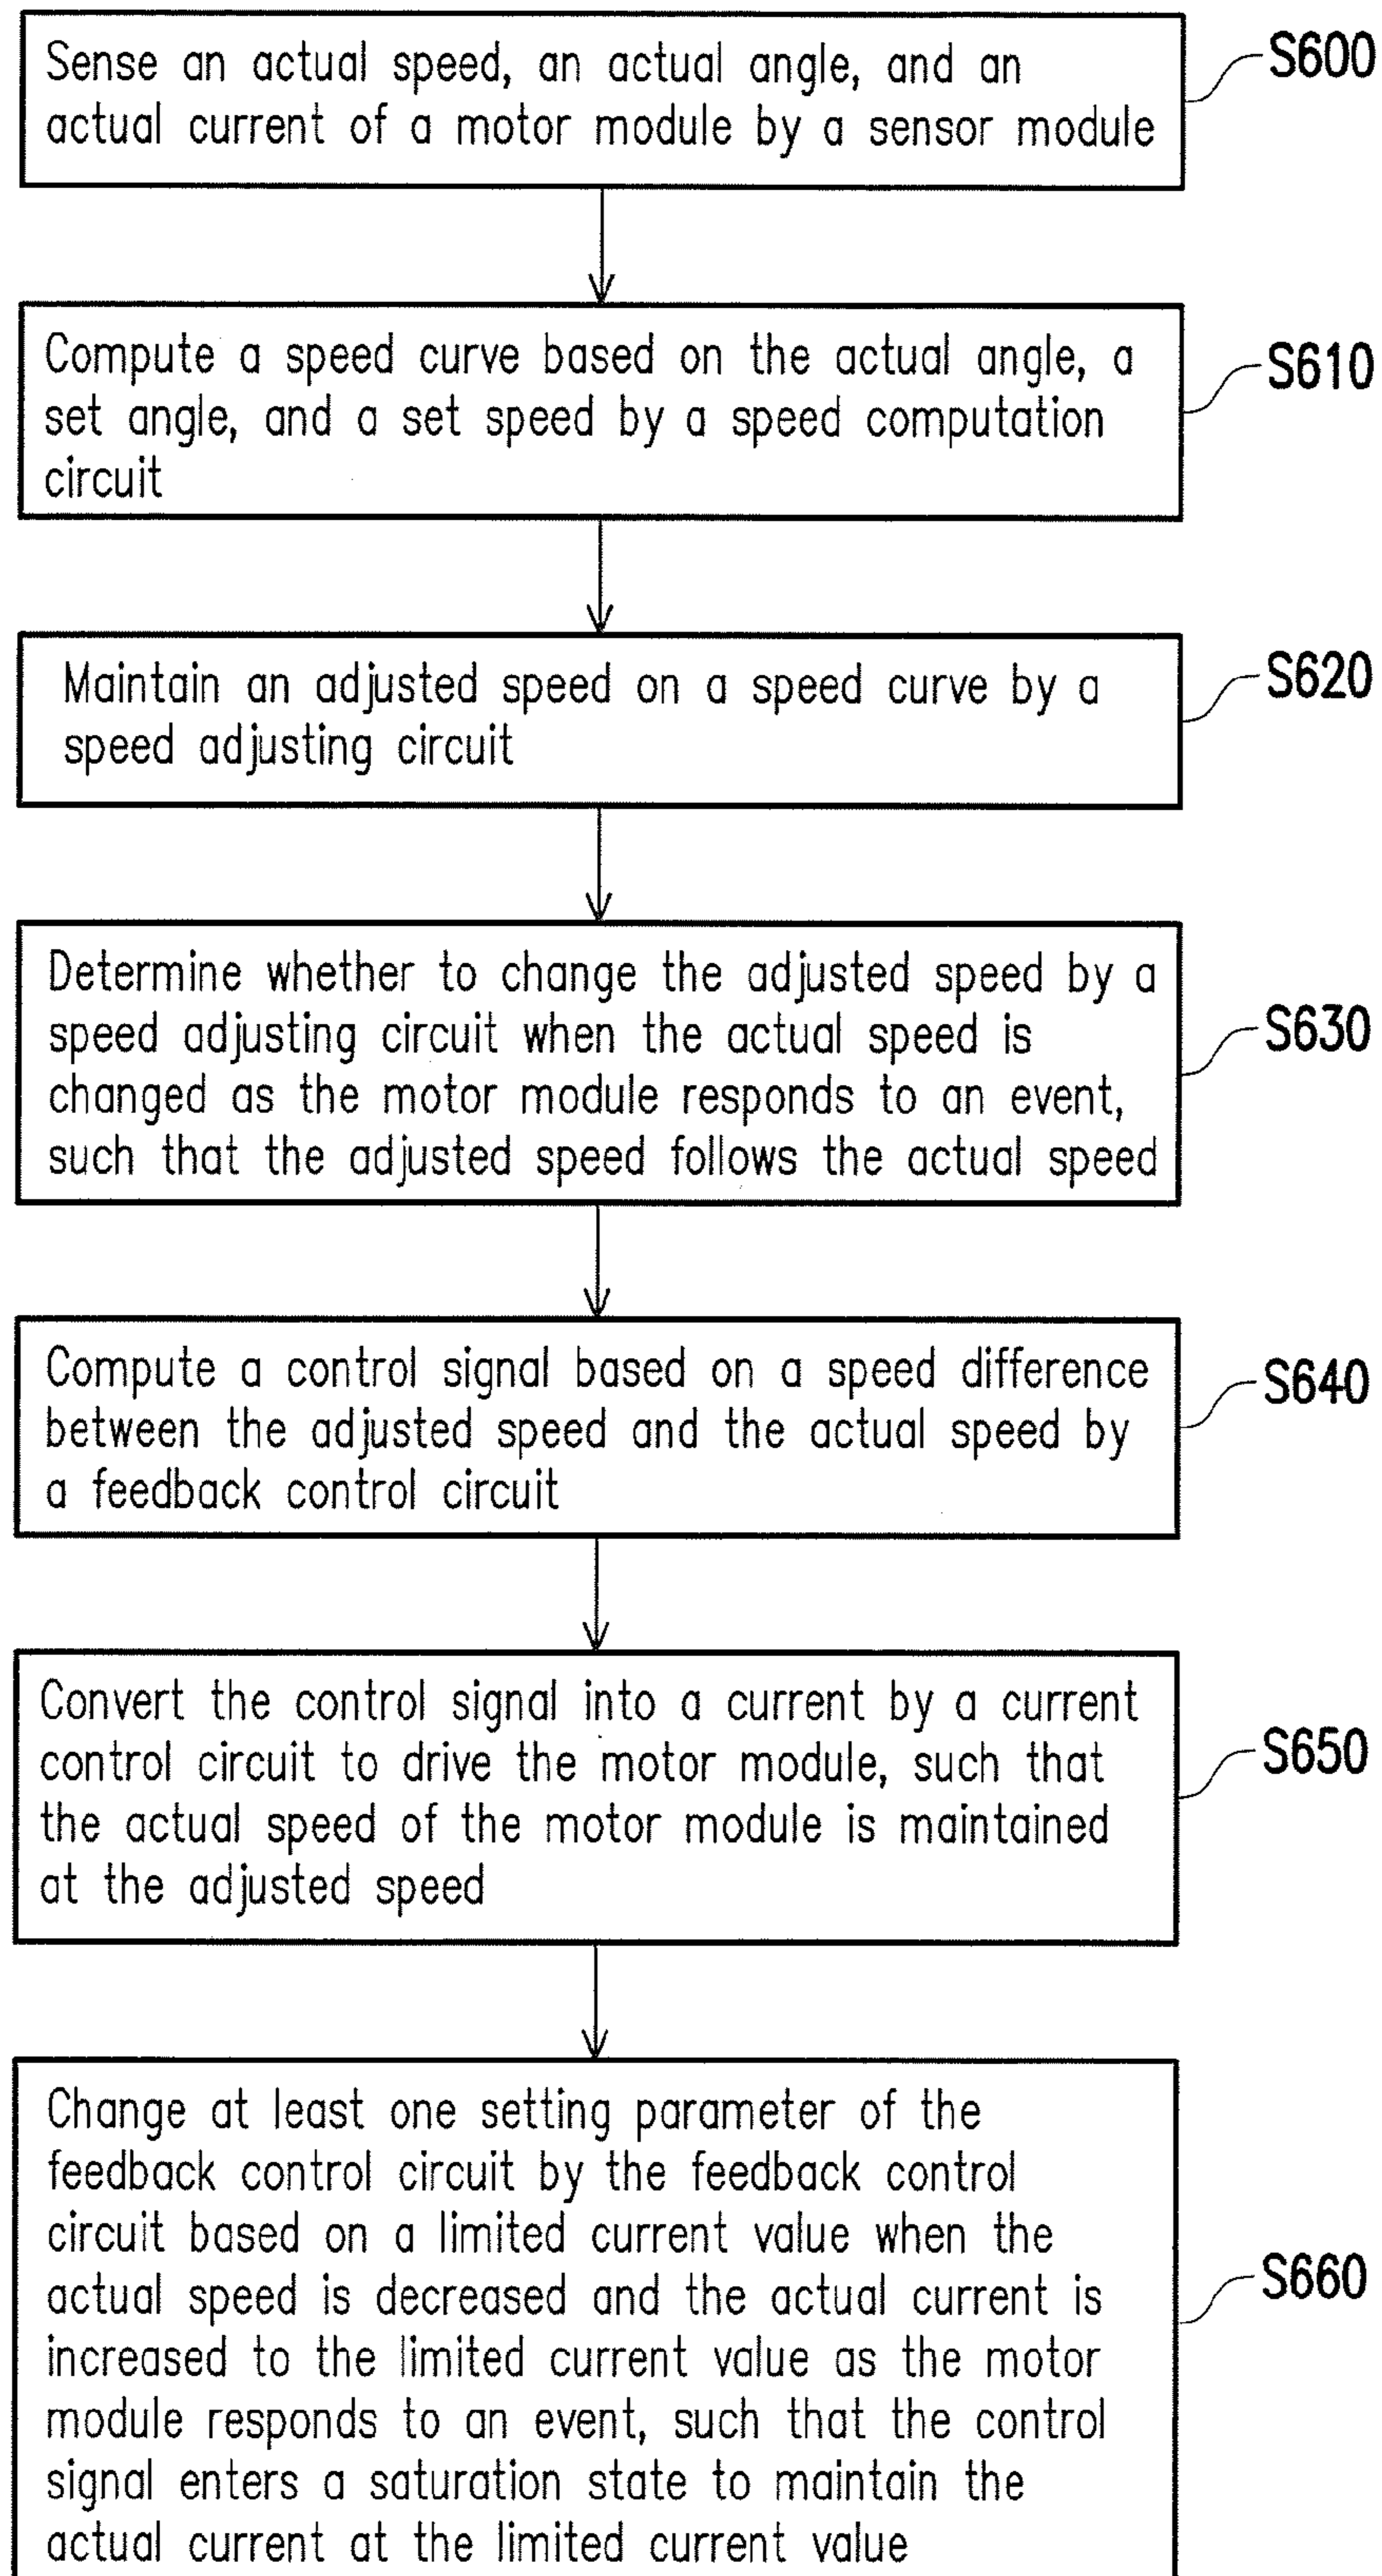 Sense an actual speed, an actual angle, and an
actual current of a motor module by a sensor module
S600
Compute a speed curve based on the actual angle, a
set angle, and a set speed by a speed computation
circuit
S610
Maintain an adjusted speed on a speed curve by a
speed adjusting circuit
S620
Determine whether to change the adjusted speed by a
speed adjusting circuit when the actual speed is
changed as the motor module responds to an event,
such that the adjusted speed follows the actual speed
S630
Compute a control signal based on a speed difference
between the adjusted speed and the actual speed by
a feedback control circuit
S640
Convert the control signal into a current by a current
control circuit to drive the motor module, such that
the actual speed of the motor module is maintained
at the adjusted speed
S650
Change at least one setting parameter of the
feedback control circuit by the feedback control
circuit based on a limited current value when the
actual speed is decreased and the actual current is
increased to the limited current value as the motor
module responds to an event, such that the control
signal enters a saturation state to maintain the
actual current at the limited current value
S660